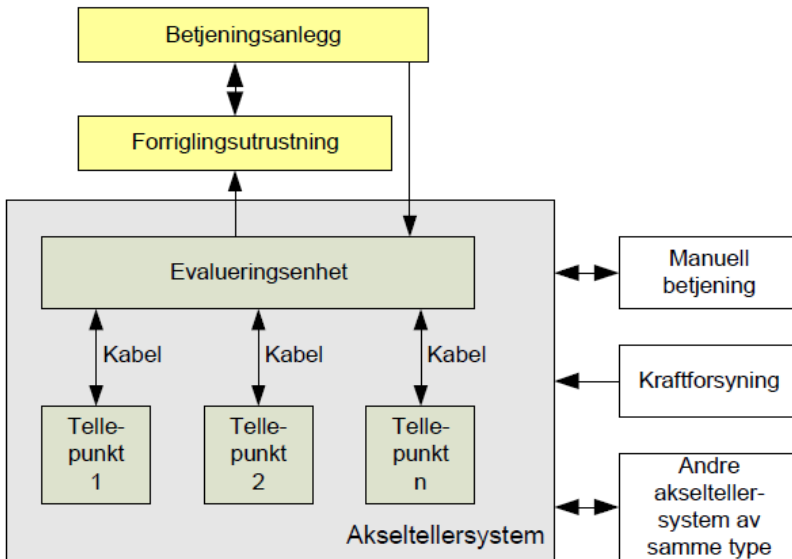 Betjeningsanlegg
Forriglingsutrustning
Evalueringsenhet
Manuell
betjening
Kabel
Kabel
Kabel
Kraftforsyning
Telle-
punkt
1
Telle-
punkt
2
Telle-
punkt
n
Akseltellersystem
Andre
akselteller-
system av
samme type